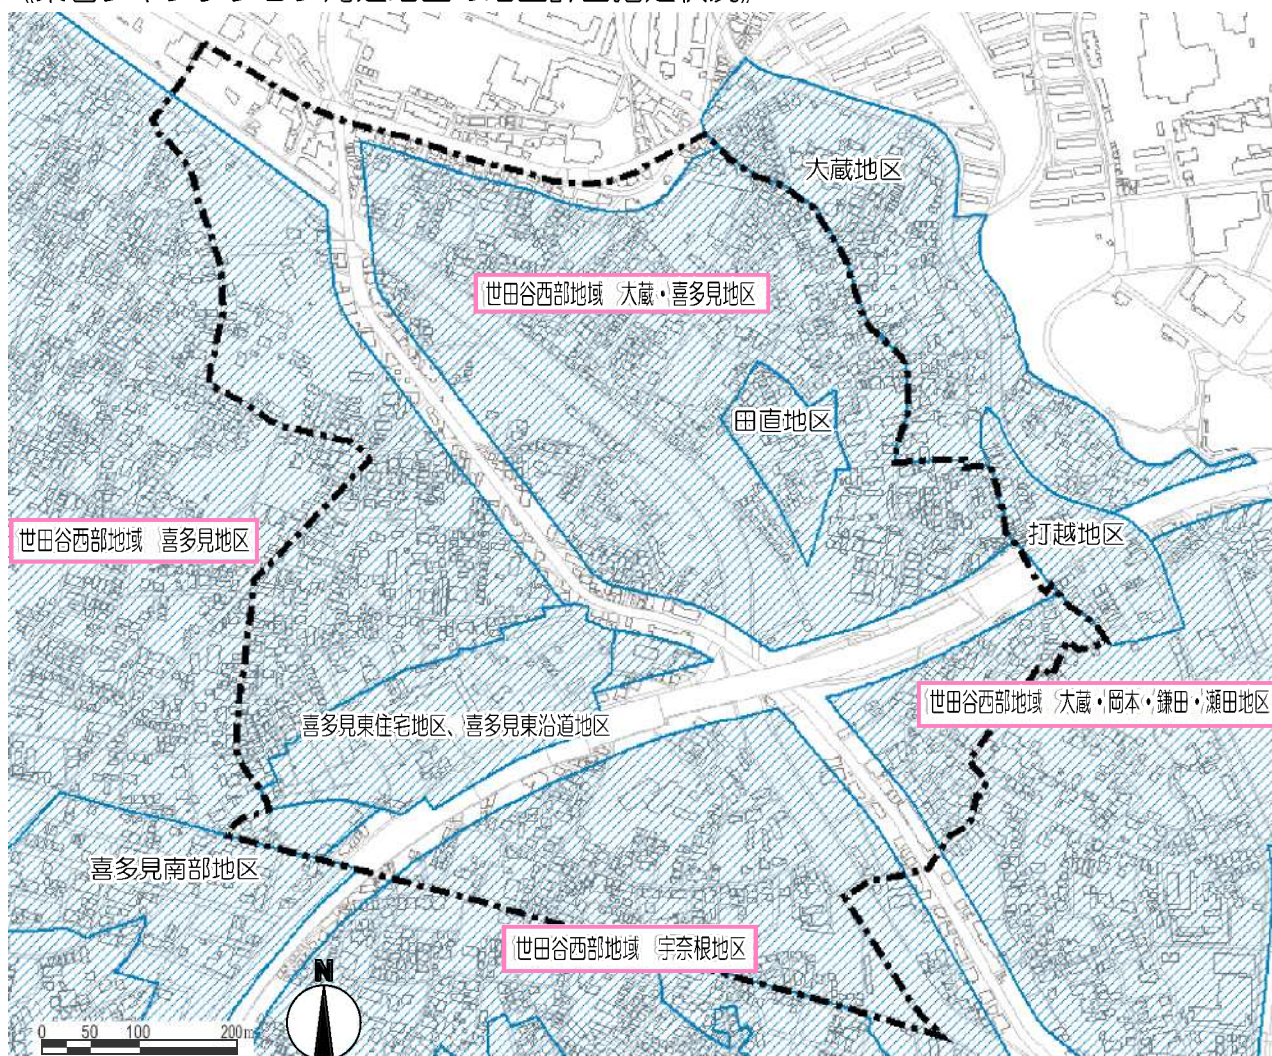 大蔵地区
世田谷西部地域 大蔵・喜多見地区
田直地区
世田谷西部地域 喜多見地区
打越地区
世田谷西部地域 大蔵・岡本・鎌田・瀬田地区
喜多見東住宅地区、喜多見東沿道地区
喜多見南部地区
世田谷西部地域 宇奈根地区
N
0 50 100 200m